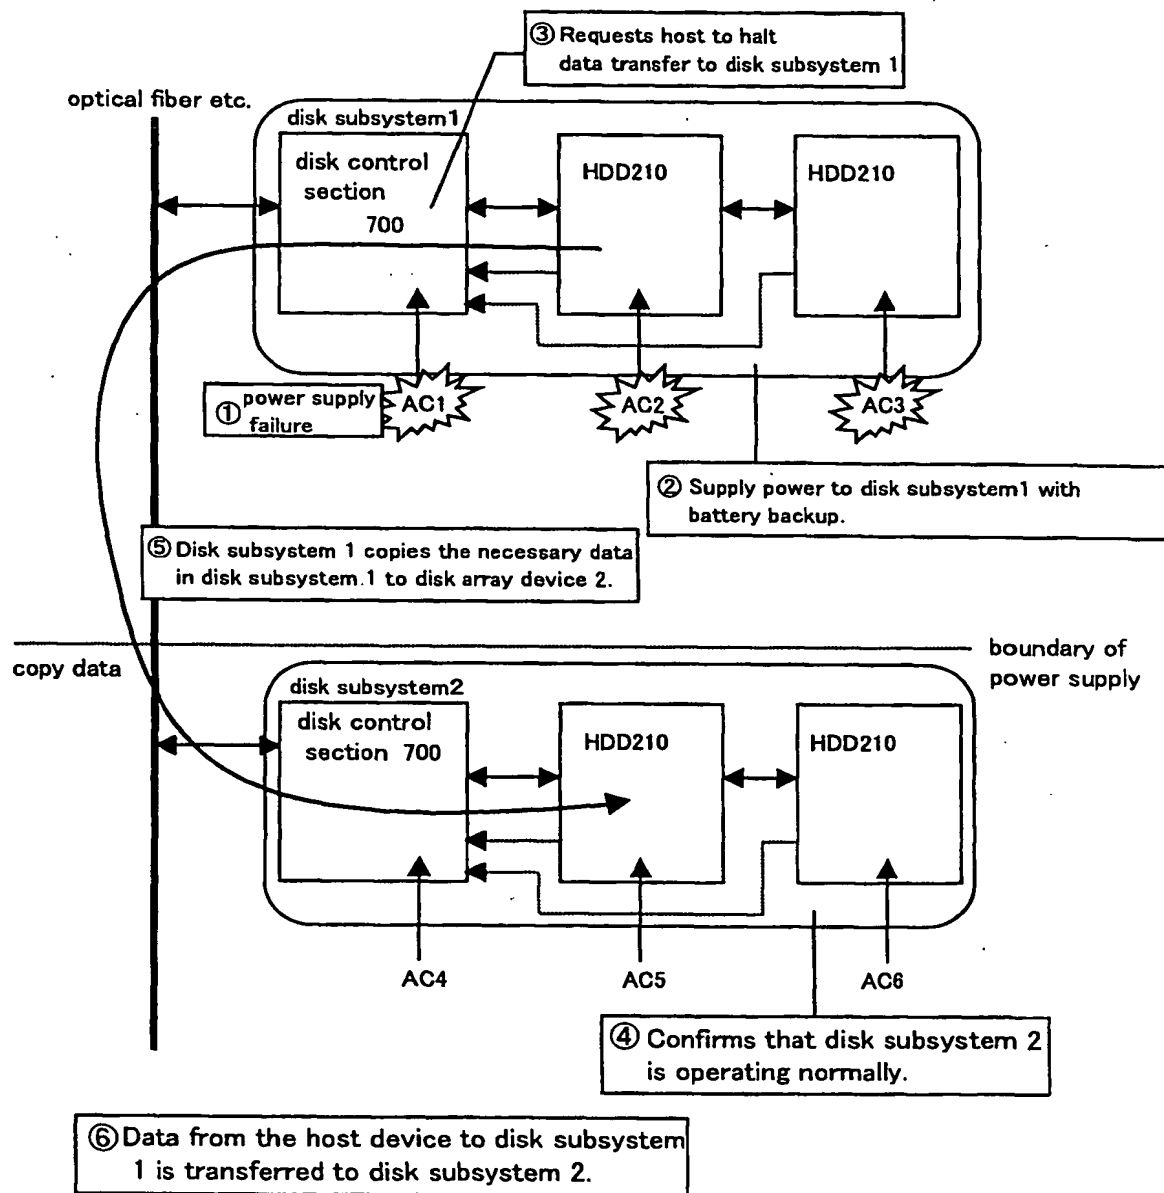 ③ Requests host to halt
data transfer to disk subsystem 1
optical fiber etc.
disk subsystem1
disk control
section
700
HDD210
HDD210
① power supply
failure
AC1
AC2
AC3
② Supply power to disk subsystem1 with
battery backup.
⑤ Disk subsystem 1 copies the necessary data
in disk subsystem.1 to disk array device 2.
copy data
boundary of
power supply
disk subsystem2
disk control
section 700
HDD210
HDD210
AC4
AC5
AC6
④ Confirms that disk subsystem 2
is operating normally.
⑥ Data from the host device to disk subsystem
1 is transferred to disk subsystem 2.